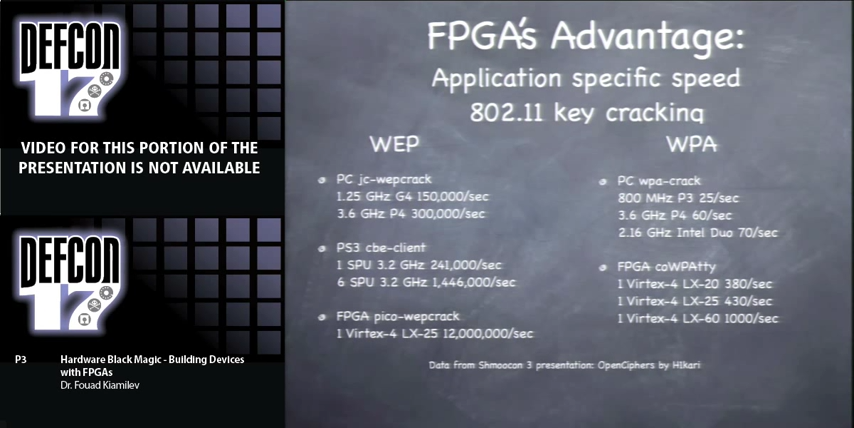 DEFCON
17
VIDEO FOR THIS PORTION OF THE
PRESENTATION IS NOT AVAILABLE
DEFCON
17
P3 Hardware Black Magic - Building Devices
with FPGAs
Dr. Fouad Kiamilev
FPGA's Advantage:
Application specific speed
802.11 key cracking
WEP
PC jc-wepcrack
1.25 GHz G4 150,000/sec
3.6 GHz P4 300,000/sec
PS3 cbe-client
1 SPU 3.2 GHz 241,000/sec
6 SPU 3.2 GHz 1,446,000/sec
FPGA pico-wepcrack
1 Virtex-4 LX-25 12,000,000/sec
WPA
PC wpa-crack
800 MHz P3 25/sec
3.6 GHz P4 60/sec
2.16 GHz Intel Duo 70/sec
FPGA coWPAtty
1 Virtex-4 LX-20 380/sec
1 Virtex-4 LX-25 430/sec
1 Virtex-4 LX-60 1000/sec
Data from Shmoocon 3 presentation: OpenCiphers by H1kari